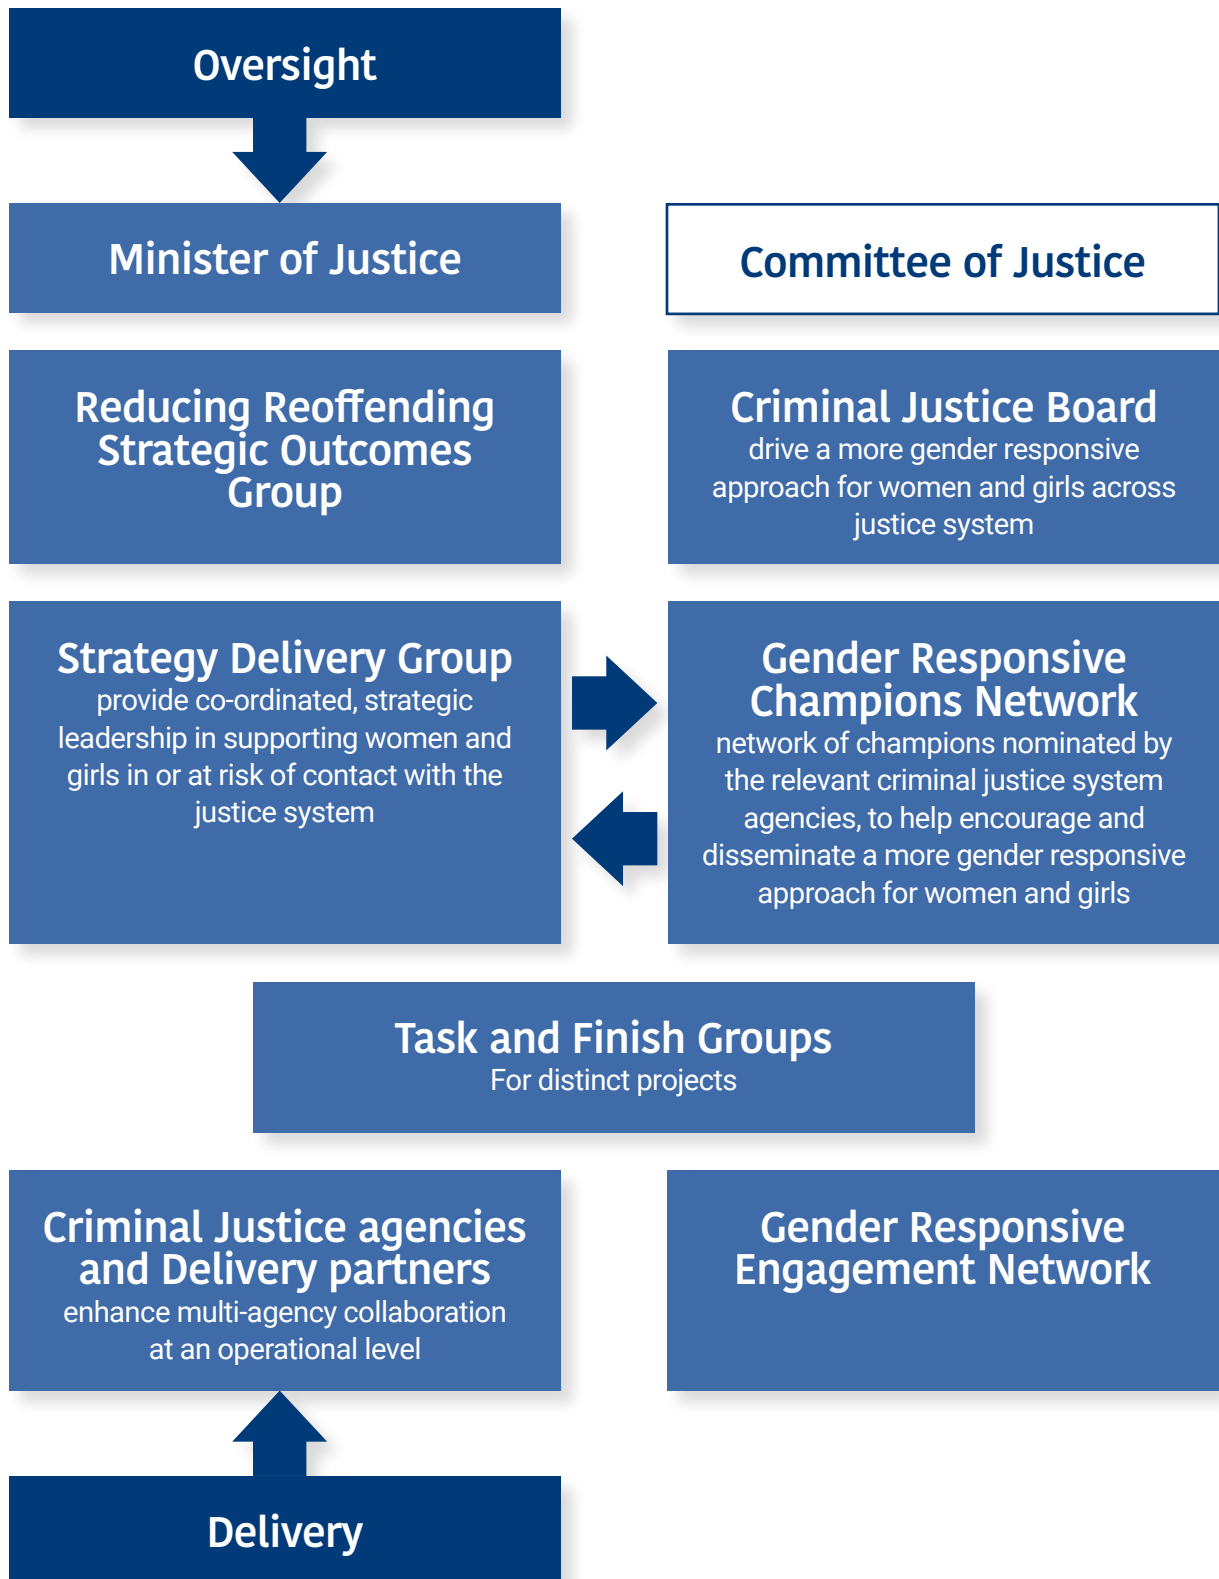 Oversight
Minister of Justice
Committee of Justice
Reducing Reoffending
Strategic Outcomes
Group
Criminal Justice Board
drive a more gender responsive
approach for women and girls across
justice system
Strategy Delivery Group
provide co-ordinated, strategic
leadership in supporting women and
girls in or at risk of contact with the
justice system
Gender Responsive
Champions Network
network of champions nominated by
the relevant criminal justice system
agencies, to help encourage and
disseminate a more gender responsive
approach for women and girls
Task and Finish Groups
For distinct projects
Criminal Justice agencies
and Delivery partners
enhance multi-agency collaboration
at an operational level
Gender Responsive
Engagement Network
Delivery